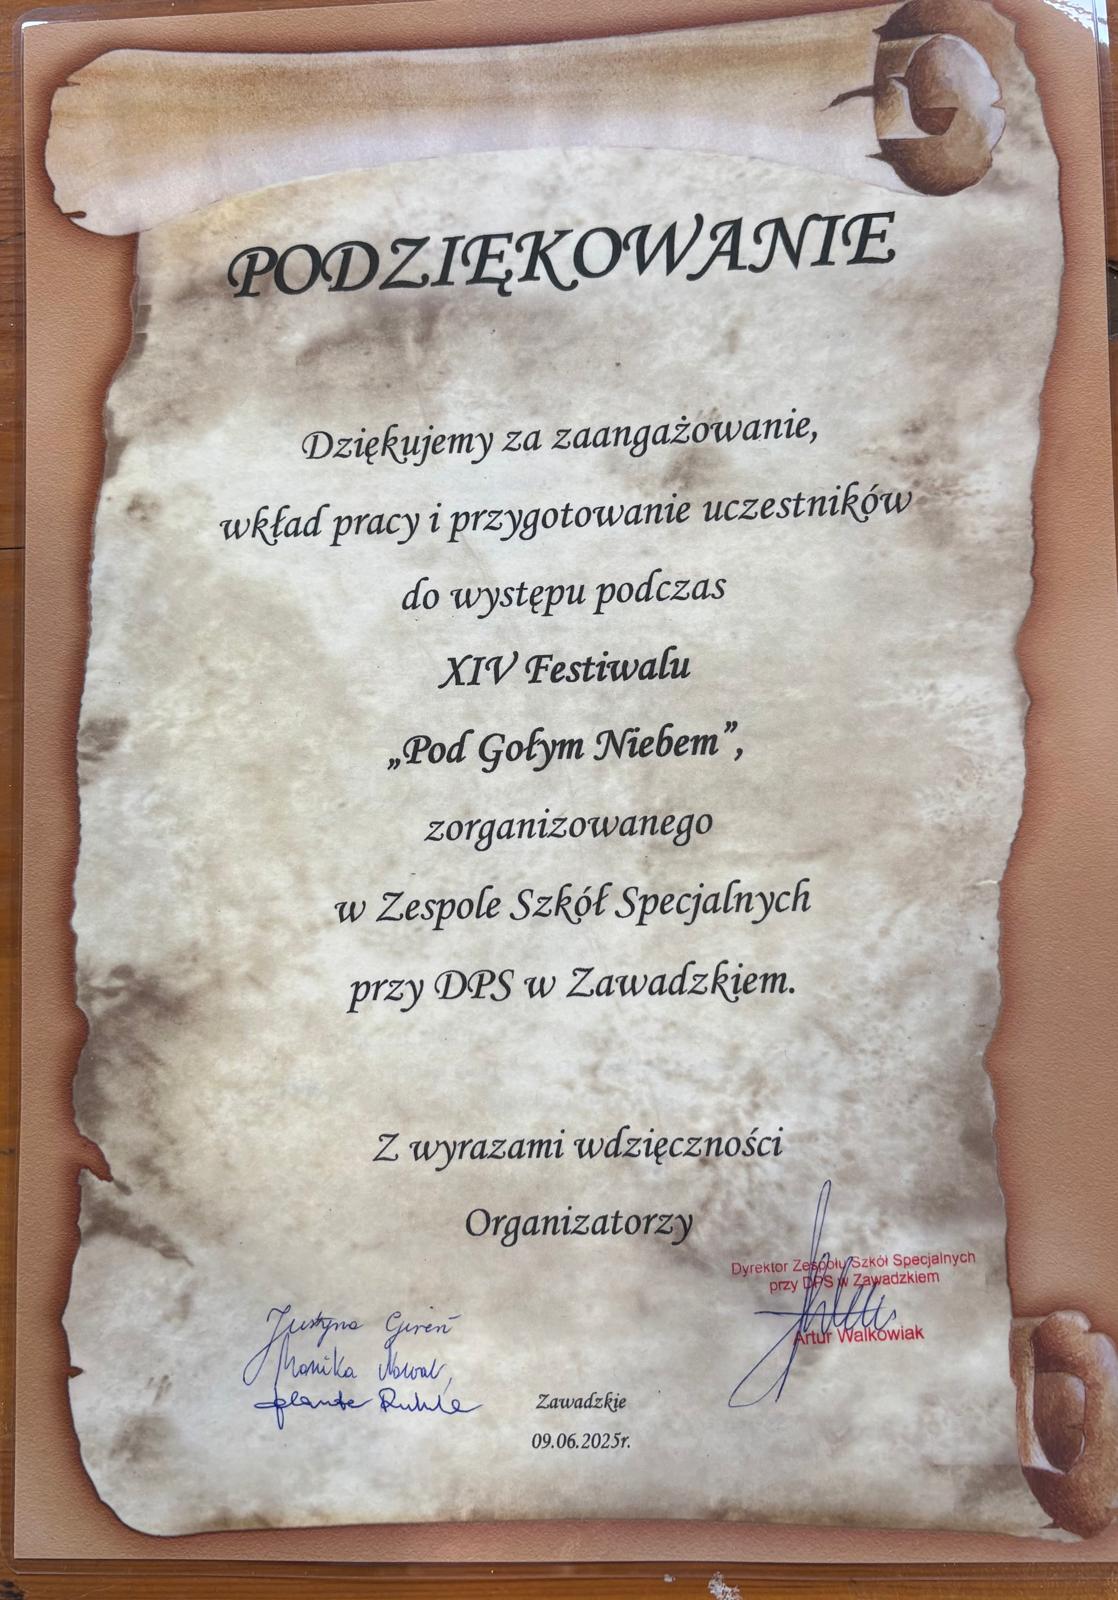 PODZIĘKOWANIE
Dziękujemy za zaangażowanie,
wkład pracy i przygotowanie uczestników
do występu podczas
XIV Festiwalu
„Pod Gołym Niebem”,
zorganizowanego
w Zespole Szkół Specjalnych
przy DPS w Zawadzkiem.
Z wyrazami wdzięczności
Organizatorzy
Dyrektor Zespołu Szkół Specjalnych
przy DPS w Zawadzkiem
Artur Walkowiak
Justyna
Monika
Zawadzkie
09.06.2025r.